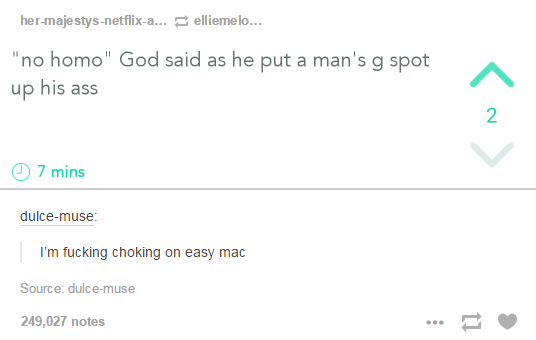 her-majestys-netflix-a... elliemelo...
"no homo" God said as he put a man's g spot
up his ass
2
7 mins
dulce-muse:
I'm fucking choking on easy mac
Source: dulce-muse
249,027 notes